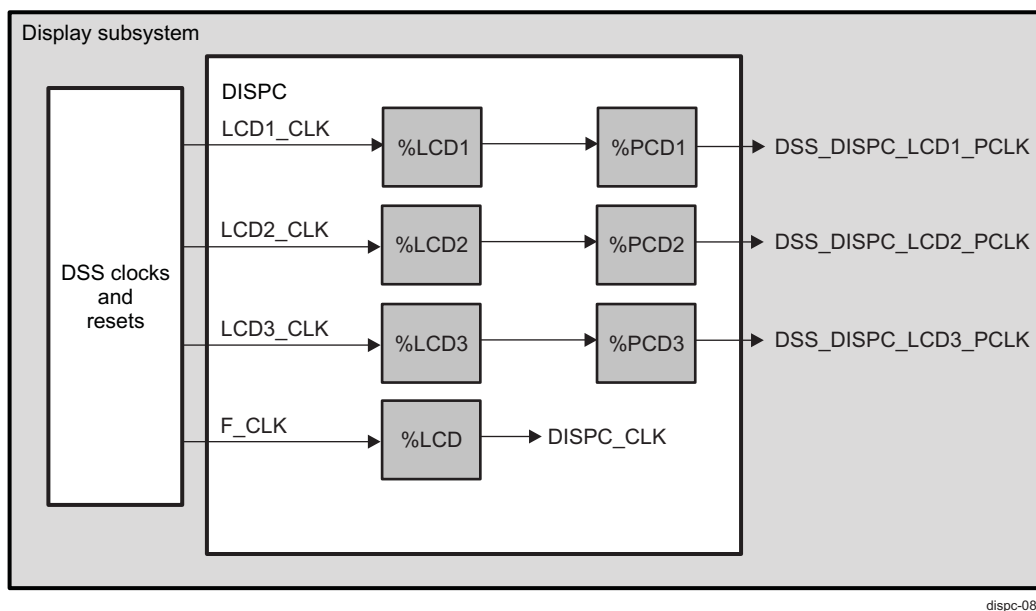 Display subsystem
DISPC
LCD1_CLK
%LCD1
%PCD1
DSS_DISPC_LCD1_PCLK
LCD2_CLK
%LCD2
%PCD2
DSS_DISPC_LCD2_PCLK
DSS clocks
and
resets
LCD3_CLK
%LCD3
%PCD3
DSS_DISPC_LCD3_PCLK
F_CLK
%LCD
DISPC_CLK
dispc-08